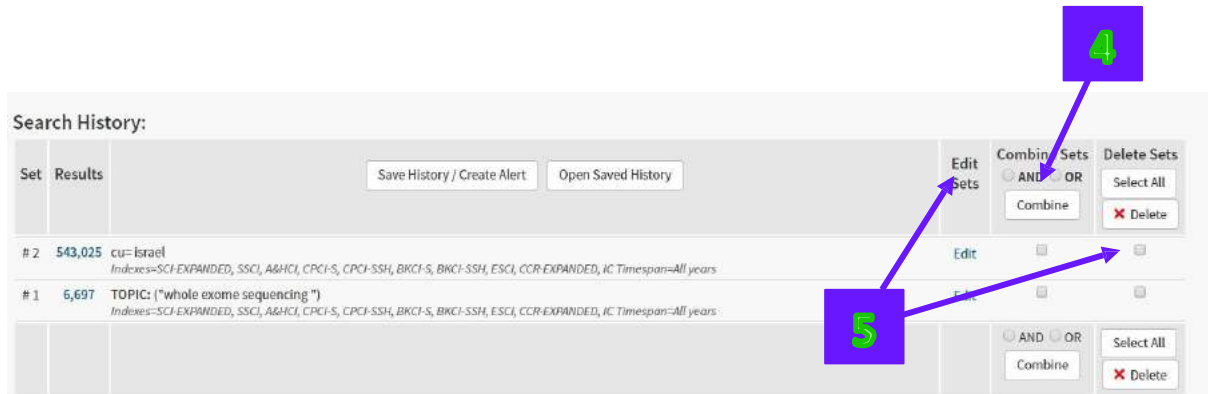 4
Search History:
Set Results Save History / Create Alert Open Saved History Edit Sets Combine Sets Delete Sets
AND OR Select All
Combine Delete
# 2 543,025 cu= israel Edit
Indexes=SCI-EXPANDED, SSCI, A&HCI, CPCI-S, CPCI-SSH, BKCI-S, BKCI-SSH, ESCI, CCR-EXPANDED, IC Timespan=All years
# 1 6,697 TOPIC: ("whole exome sequencing ") Edit
Indexes=SCI-EXPANDED, SSCI, A&HCI, CPCI-S, CPCI-SSH, BKCI-S, BKCI-SSH, ESCI, CCR-EXPANDED, IC Timespan=All years
5
AND OR Select All
Combine Delete